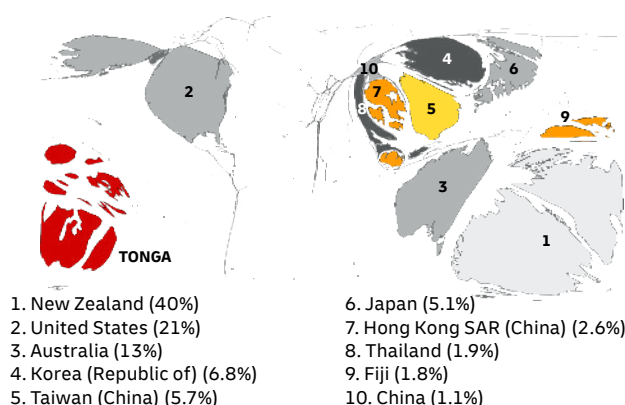 4
10
6
2
7
5
8
9
3
1
TONGA
1. New Zealand (40%)
2. United States (21%)
3. Australia (13%)
4. Korea (Republic of) (6.8%)
5. Taiwan (China) (5.7%)
6. Japan (5.1%)
7. Hong Kong SAR (China) (2.6%)
8. Thailand (1.9%)
9. Fiji (1.8%)
10. China (1.1%)